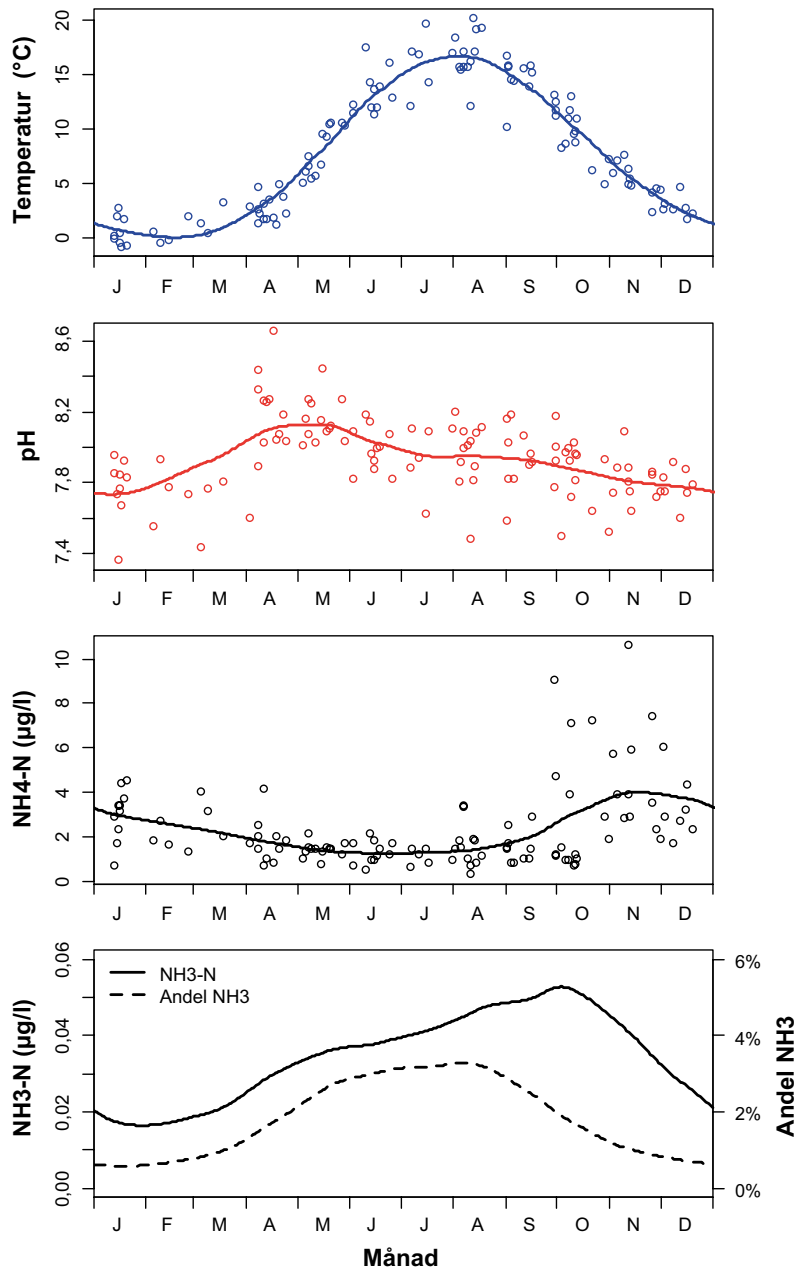 Temperatur (°C)
20
15
10
5
0
J F M A M J J A S O N D
pH
8,6
8,2
7,8
7,4
J F M A M J J A S O N D
NH4-N (µg/l)
10
8
6
4
2
0
J F M A M J J A S O N D
NH3-N (µg/l)
0,06
0,04
0,02
0,00
NH3-N
Andel NH3
6%
4%
2%
0%
Andel NH3
J F M A M J J A S O N D
Månad